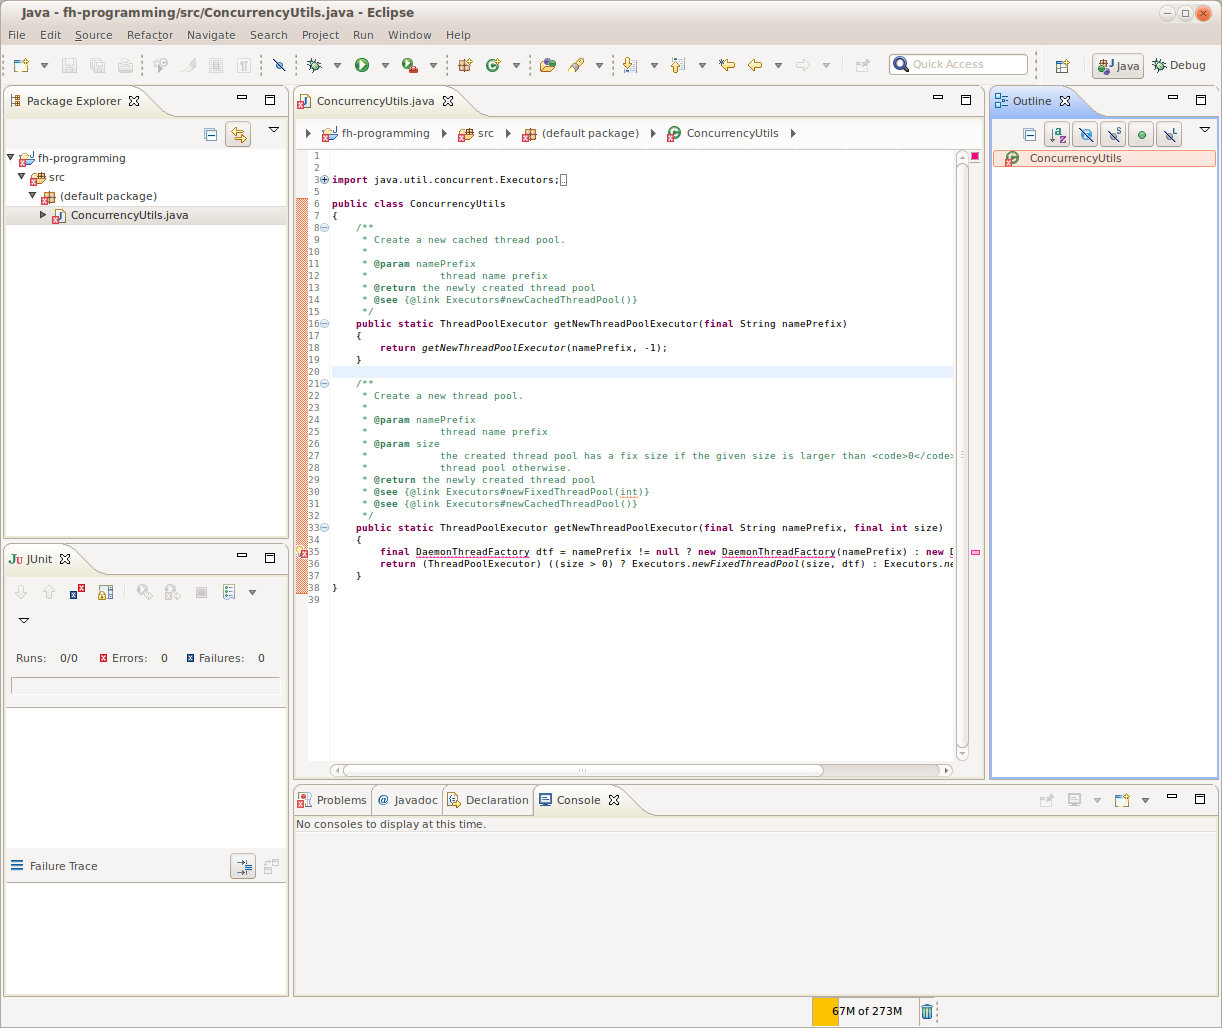 Java - fh-programming/src/ConcurrencyUtils.java - Eclipse
File Edit Source Refactor Navigate Search Project Run Window Help
Quick Access
Java
Debug
Package Explorer
fh-programming
src
(default package)
ConcurrencyUtils.java
JUnit
Runs: 0/0 Errors: 0 Failures: 0
Failure Trace
ConcurrencyUtils.java
fh-programming src (default package) ConcurrencyUtils
1
2
3 import java.util.concurrent.Executors;
5
6 public class ConcurrencyUtils
7 {
8 /**
9 * Create a new cached thread pool.
10 *
11 * @param namePrefix
12 * thread name prefix
13 * @return the newly created thread pool
14 * @see {@link Executors#newCachedThreadPool()}
15 */
16 public static ThreadPoolExecutor getNewThreadPoolExecutor(final String namePrefix)
17 {
18 return getNewThreadPoolExecutor(namePrefix, -1);
19 }
20
21 /**
22 * Create a new thread pool.
23 *
24 * @param namePrefix
25 * thread name prefix
26 * @param size
27 * the created thread pool has a fix size if the given size is larger than <code>0</code>
28 * thread pool otherwise.
29 * @return the newly created thread pool
30 * @see {@link Executors#newFixedThreadPool(int)}
31 * @see {@link Executors#newCachedThreadPool()}
32 */
33 public static ThreadPoolExecutor getNewThreadPoolExecutor(final String namePrefix, final int size)
34 {
35 final DaemonThreadFactory dtf = namePrefix != null ? new DaemonThreadFactory(namePrefix) : new D
36 return (ThreadPoolExecutor) ((size > 0) ? Executors.newFixedThreadPool(size, dtf) : Executors.ne
37 }
38 }
39
Outline
ConcurrencyUtils
Problems @ Javadoc Declaration Console
No consoles to display at this time.
67M of 273M